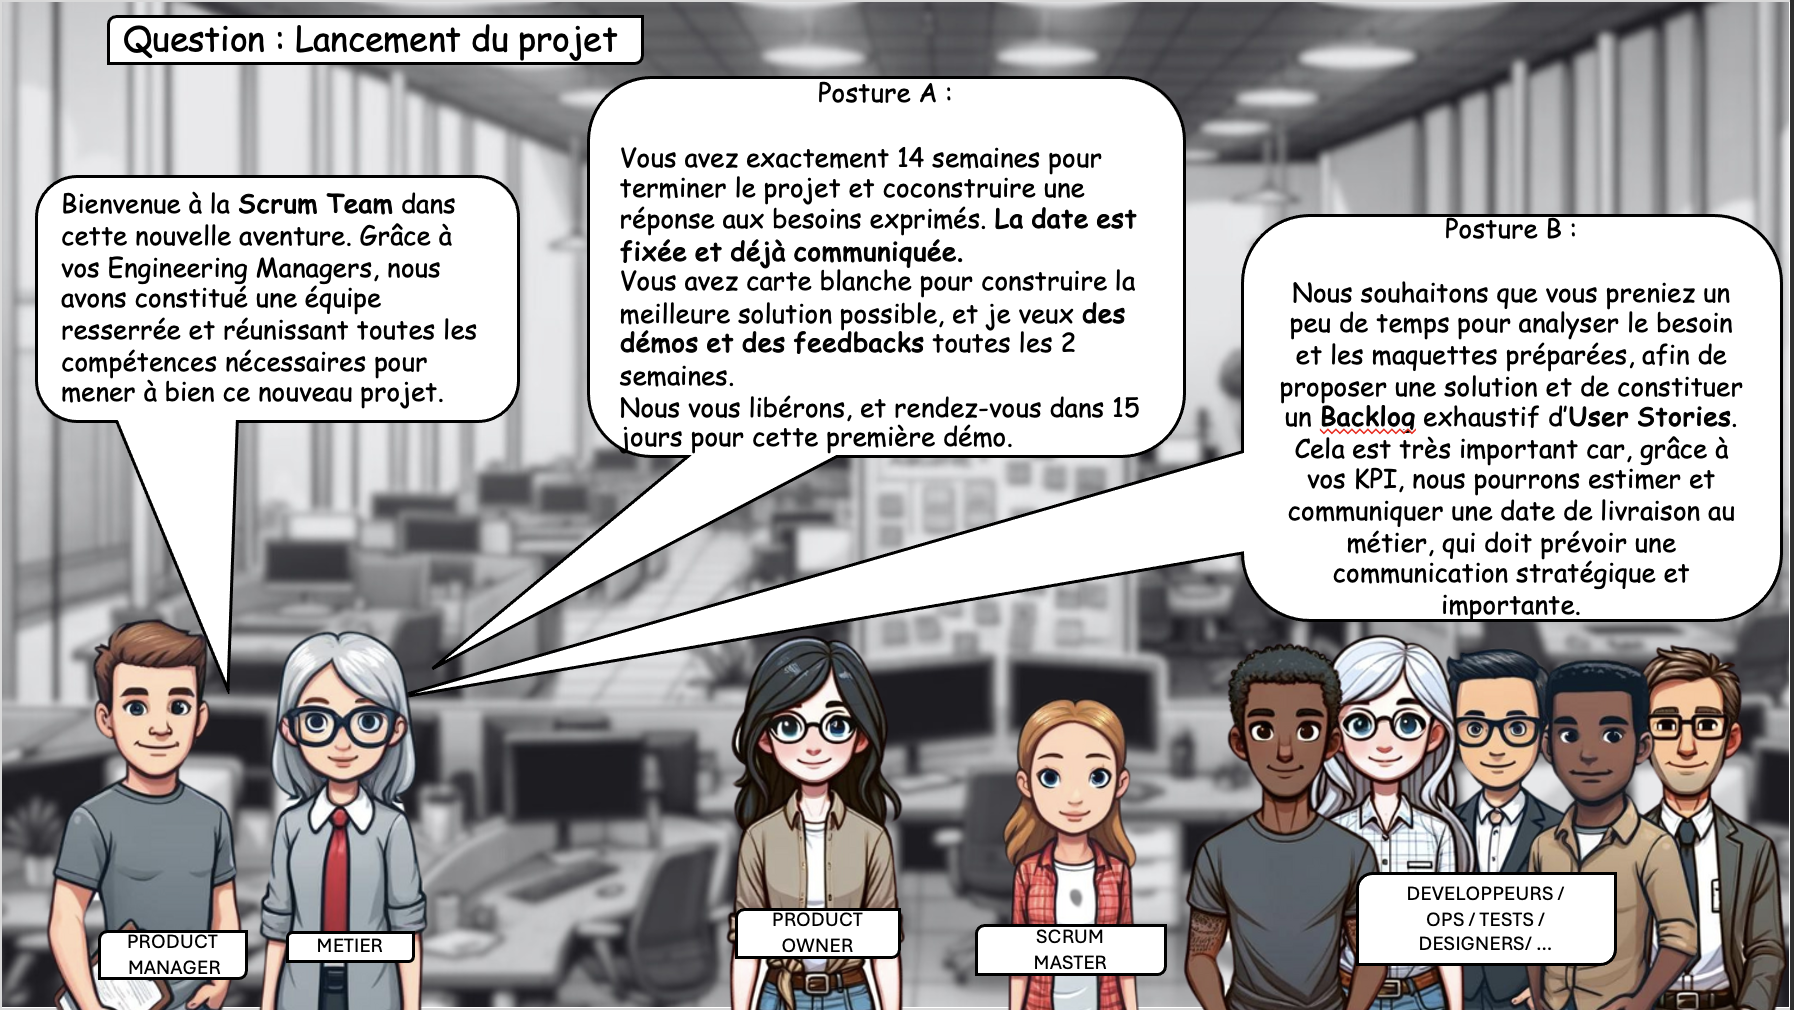 Question : Lancement du projet
Bienvenue à la Scrum Team dans
cette nouvelle aventure. Grâce à
vos Engineering Managers, nous
avons constitué une équipe
resserrée et réunissant toutes les
compétences nécessaires pour
mener à bien ce nouveau projet.
Posture A :
Vous avez exactement 14 semaines pour
terminer le projet et coconstruire une
réponse aux besoins exprimés. La date est
fixée et déjà communiquée.
Vous avez carte blanche pour construire la
meilleure solution possible, et je veux des
démos et des feedbacks toutes les 2
semaines.
Nous vous libérons, et rendez-vous dans 15
jours pour cette première démo.
Posture B :
Nous souhaitons que vous preniez un
peu de temps pour analyser le besoin
et les maquettes préparées, afin de
proposer une solution et de constituer
un Backlog exhaustif d'User Stories.
Cela est très important car, grâce à
vos KPI, nous pourrons estimer et
communiquer une date de livraison au
métier, qui doit prévoir une
communication stratégique et
importante.
PRODUCT
MANAGER
METIER
PRODUCT
OWNER
SCRUM
MASTER
DEVELOPPEURS /
OPS / TESTS /
DESIGNERS/ ...